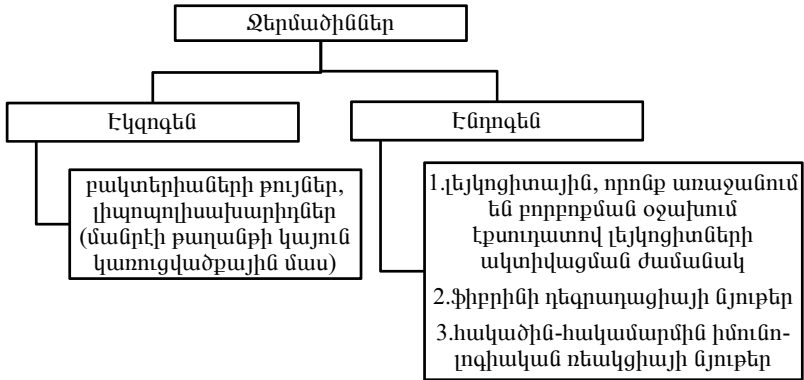 Ջերմածիններ
Էկզոգեն
Էնդոգեն
բակտերիաների թույներ,
լիպոպոլիսախարիդներ
(մանրէի թաղանթի կայուն
կառուցվածքային մաս)
1.լեյկոցիտային, որոնք առաջանում
են բորբոքման օջախում
էքսուդատով լեյկոցիտների
ակտիվացման ժամանակ
2.ֆիբրինի դեգրադացիայի նյութեր
3.հակածին-հակամարմին իմունո-
լոգիական ռեակցիայի նյութեր